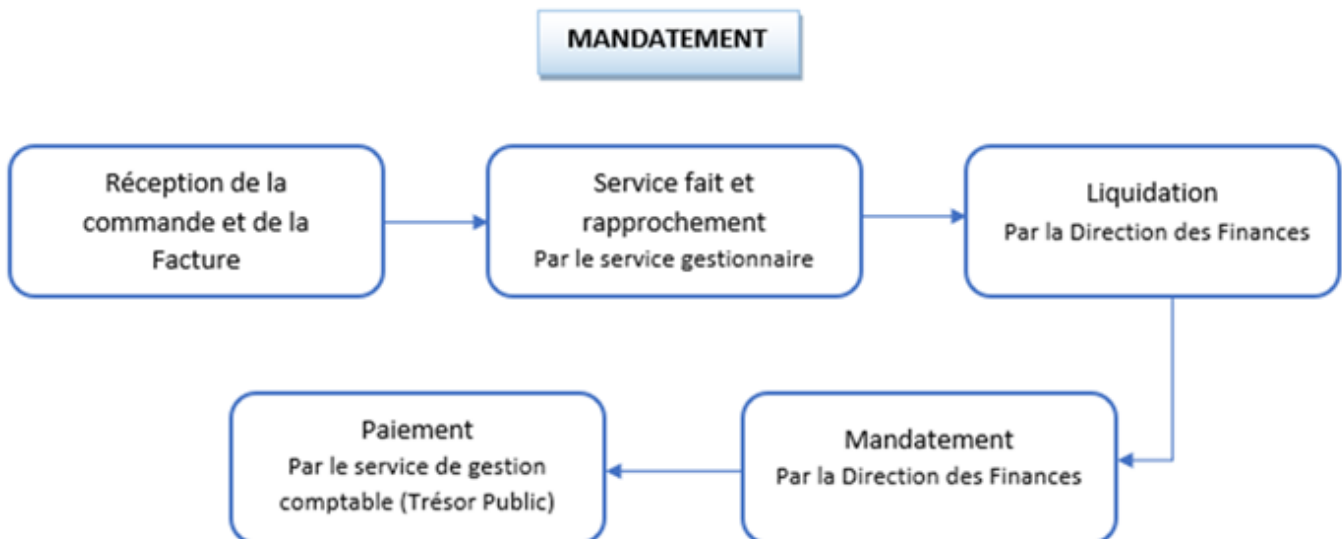 MANDATEMENT
Réception de la
commande et de la
Facture
Service fait et
rapprochement
Par le service gestionnaire
Liquidation
Par la Direction des Finances
Mandatement
Par la Direction des Finances
Paiement
Par le service de gestion
comptable (Trésor Public)